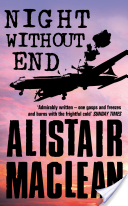 NIGHT
WITHOUT
END
'Admirably written – one gasps and freezes
and burns with the frightful cold' SUNDAY TIMES
ALISTAIR
MACLEAN